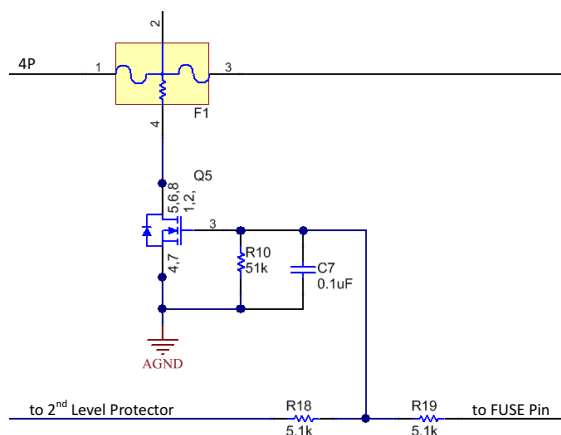 2
4P
1
3
F1
4
Q5
5,6,8
1,2,
3
R10
51k
C7
0.1uF
4,7
AGND
to 2nd Level Protector
R18
5.1k
R19
5.1k
to FUSE Pin